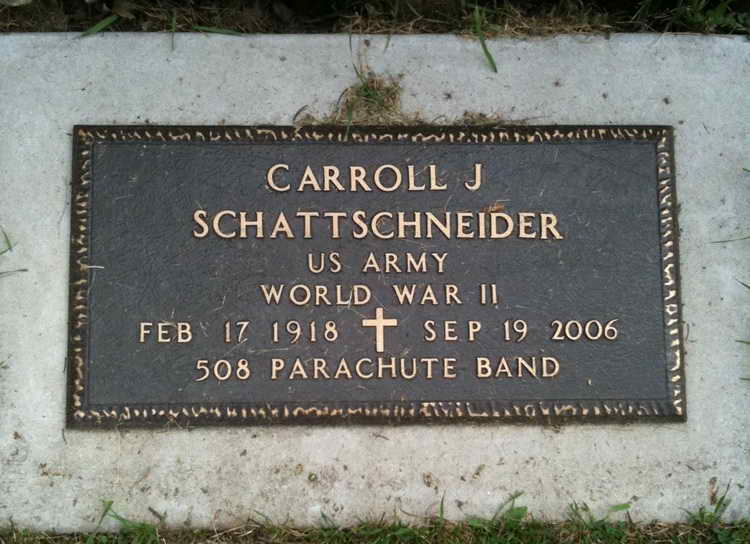 CARROLL J
SCHATTSCHNEIDER
US ARMY
WORLD WAR II
FEB 17 1918 SEP 19 2006
508 PARACHUTE BAND